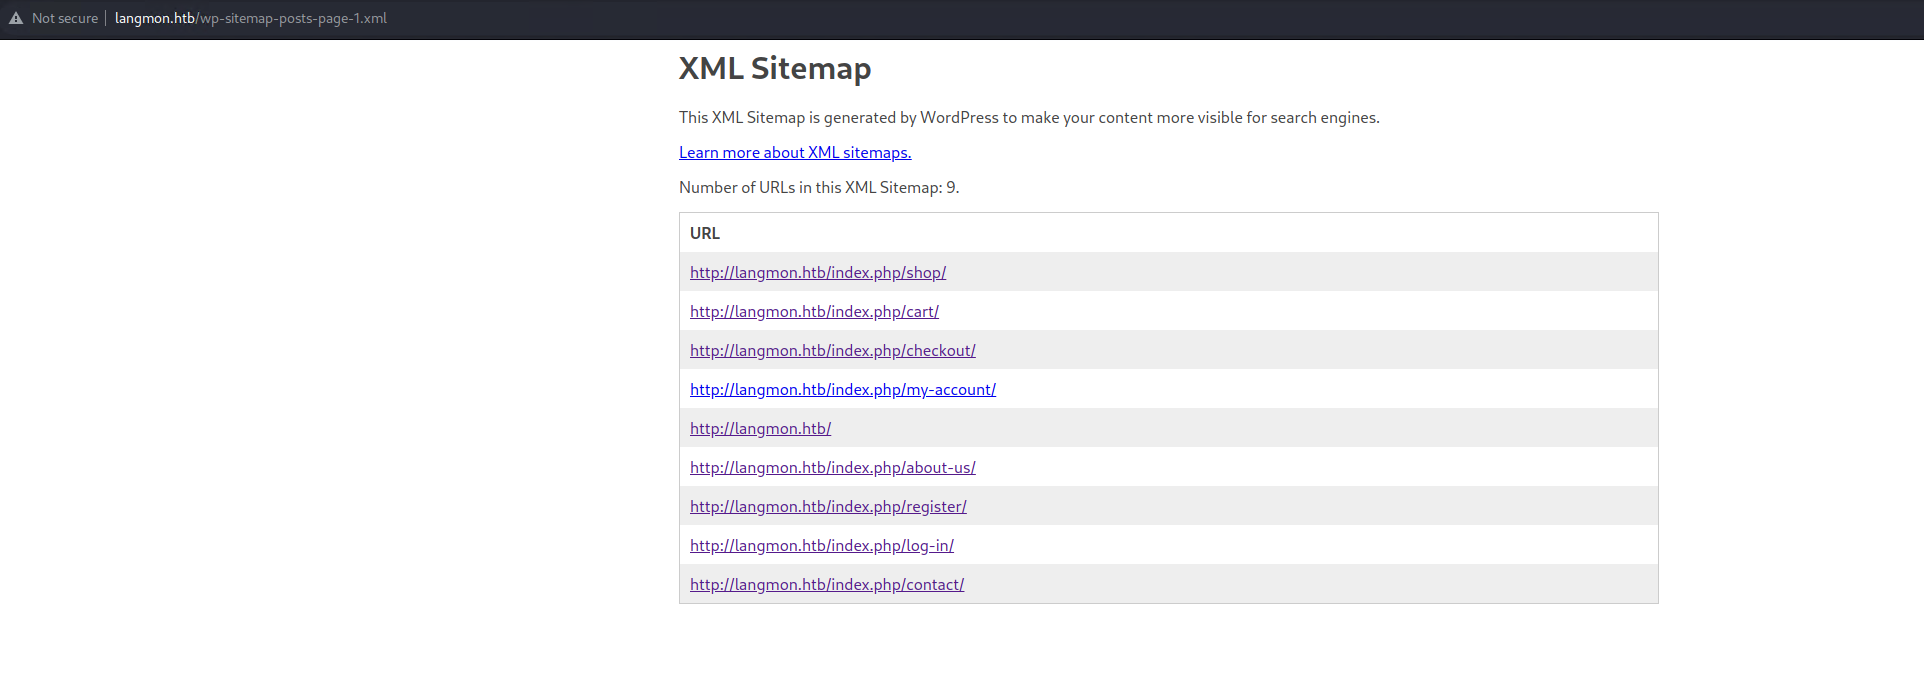 Not secure langmon.htb/wp-sitemap-posts-page-1.xml
XML Sitemap
This XML Sitemap is generated by WordPress to make your content more visible for search engines.
Learn more about XML sitemaps.
Number of URLs in this XML Sitemap: 9.
URL
http://langmon.htb/index.php/shop/
http://langmon.htb/index.php/cart/
http://langmon.htb/index.php/checkout/
http://langmon.htb/index.php/my-account/
http://langmon.htb/
http://langmon.htb/index.php/about-us/
http://langmon.htb/index.php/register/
http://langmon.htb/index.php/log-in/
http://langmon.htb/index.php/contact/